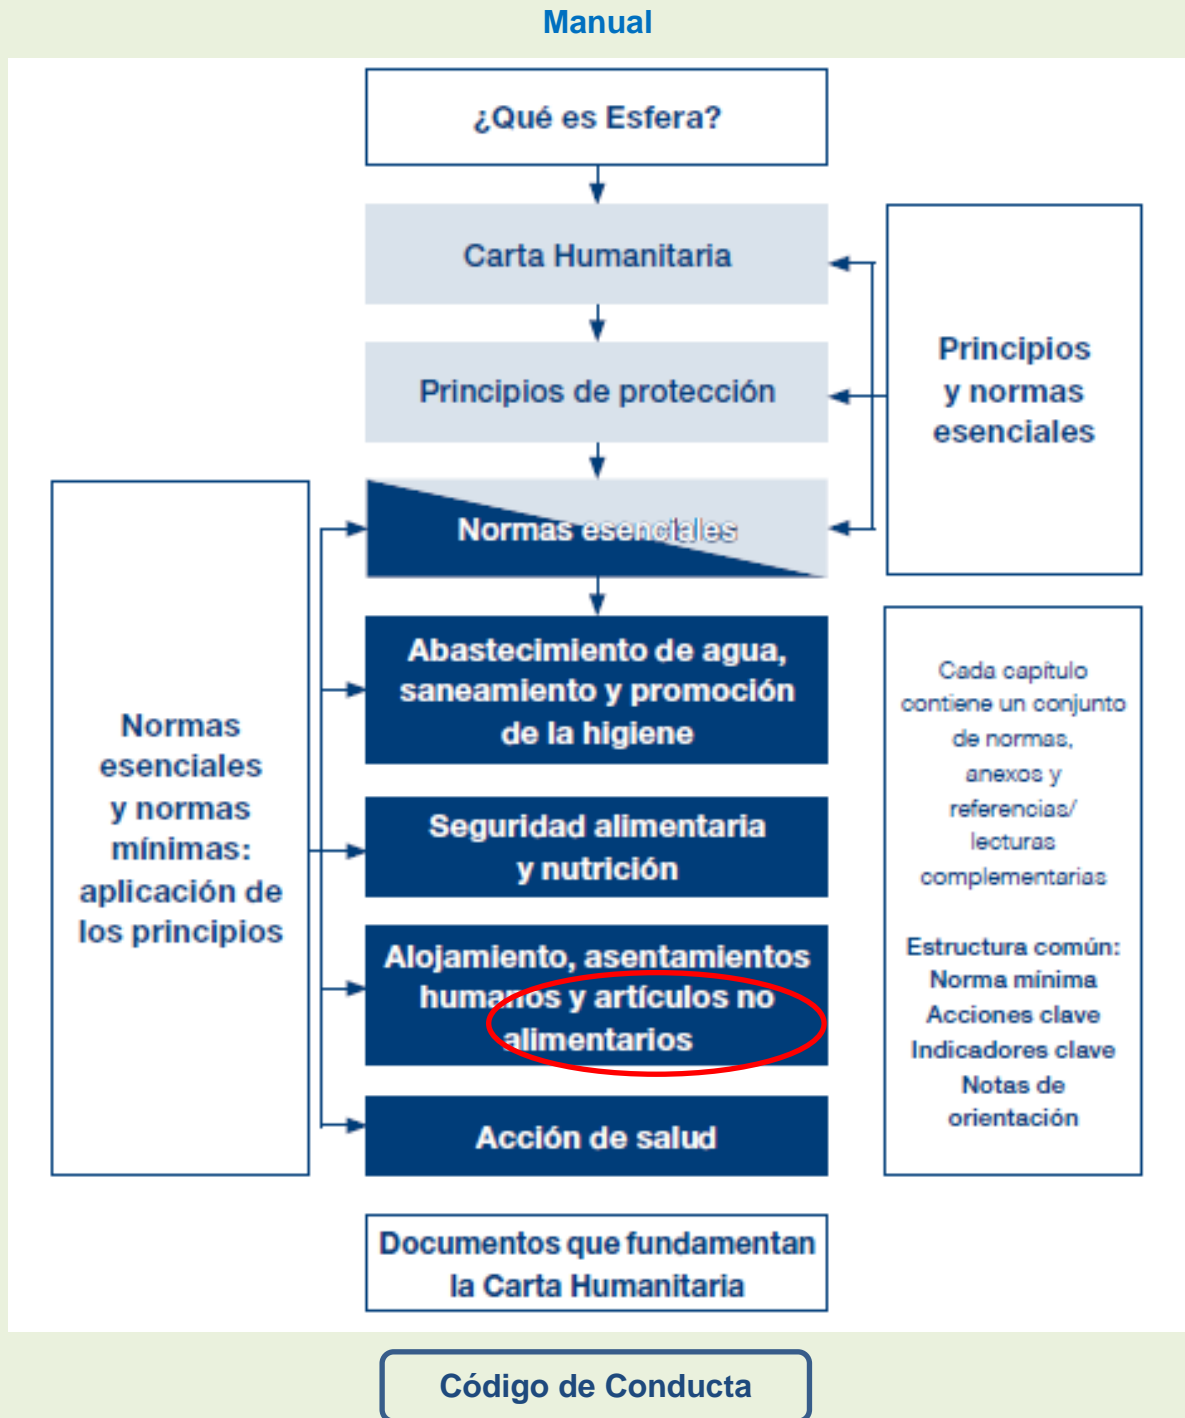 Manual
¿Qué es Esfera?
Carta Humanitaria
Principios de protección
Normas esenciales
Abastecimiento de agua,
saneamiento y promoción
de la higiene
Seguridad alimentaria
y nutrición
Alojamiento, asentamientos
humanos y artículos no
alimentarios
Acción de salud
Documentos que fundamentan
la Carta Humanitaria
Principios
y normas
esenciales
Normas
esenciales
y normas
mínimas:
aplicación de
los principios
Cada capítulo
contiene un conjunto
de normas,
anexos y
referencias/
lecturas
complementarias
Estructura común:
Norma mínima
Acciones clave
Indicadores clave
Notas de
orientación
Código de Conducta